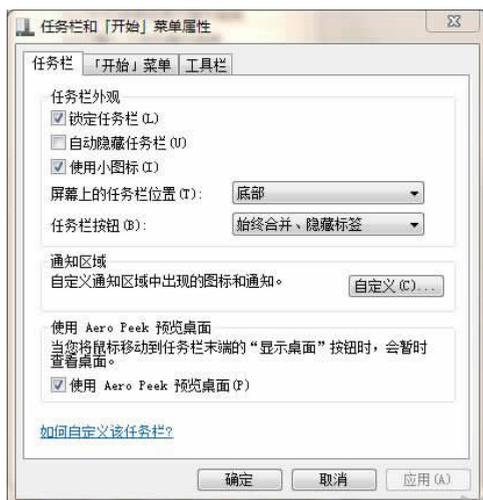 任务栏和「开始」菜单属性
任务栏 「开始」菜单 工具栏
任务栏外观
锁定任务栏(L)
自动隐藏任务栏(U)
使用小图标(I)
屏幕上的任务栏位置(T): 底部
任务栏按钮(B): 始终合并、隐藏标签
通知区域
自定义通知区域中出现的图标和通知。 自定义(C)...
使用 Aero Peek 预览桌面
当您将鼠标移动到任务栏末端的“显示桌面”按钮时，会暂时
查看桌面。
使用 Aero Peek 预览桌面(P)
如何自定义该任务栏?
确定 取消 应用(A)